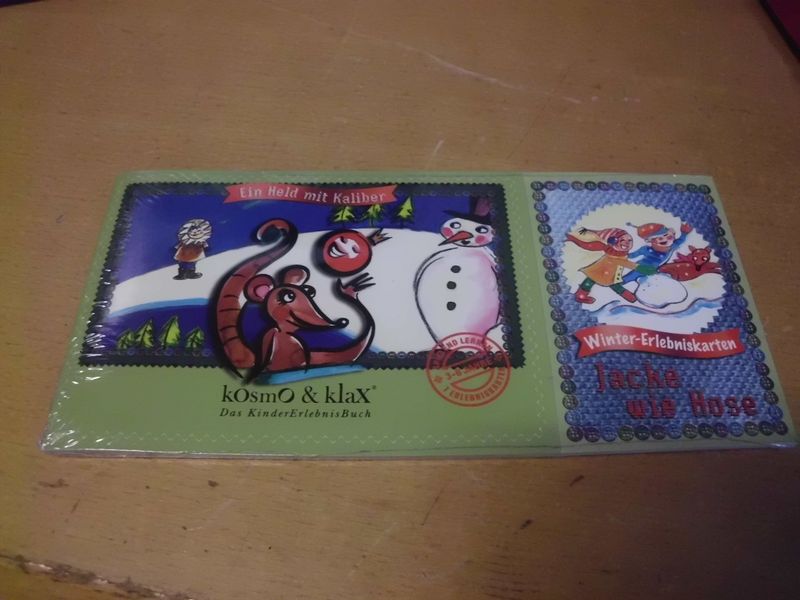 Ein Held mit Kaliber
kOsmO & klaX®
Das KinderErlebnisBuch
Winter-Erlebniskarten
Jacke
wie Hose